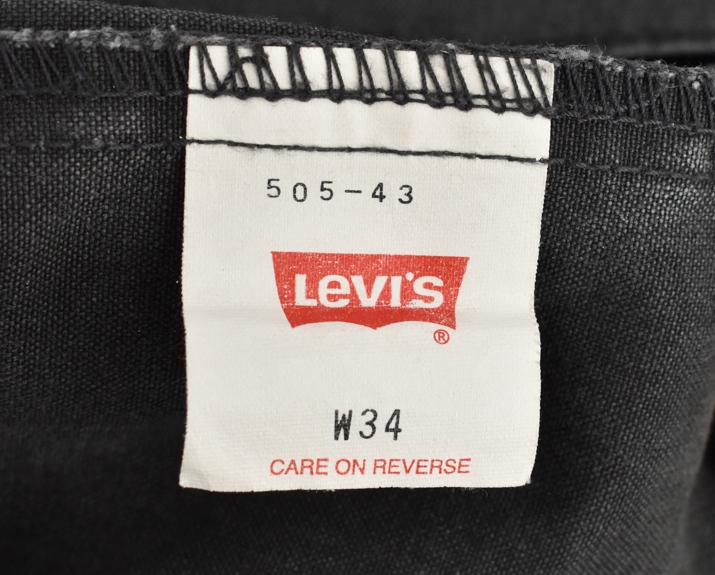 505-43
LEVI'S
®
W34
CARE ON REVERSE